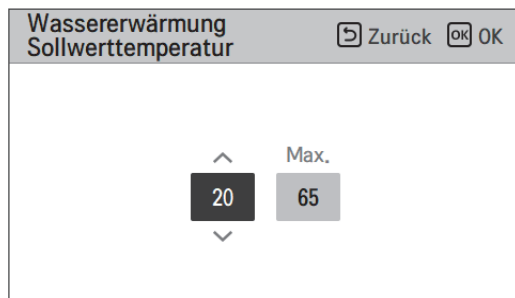 Wassererwärmung
Sollwerttemperatur
Zurück OK OK
Max.
20 65